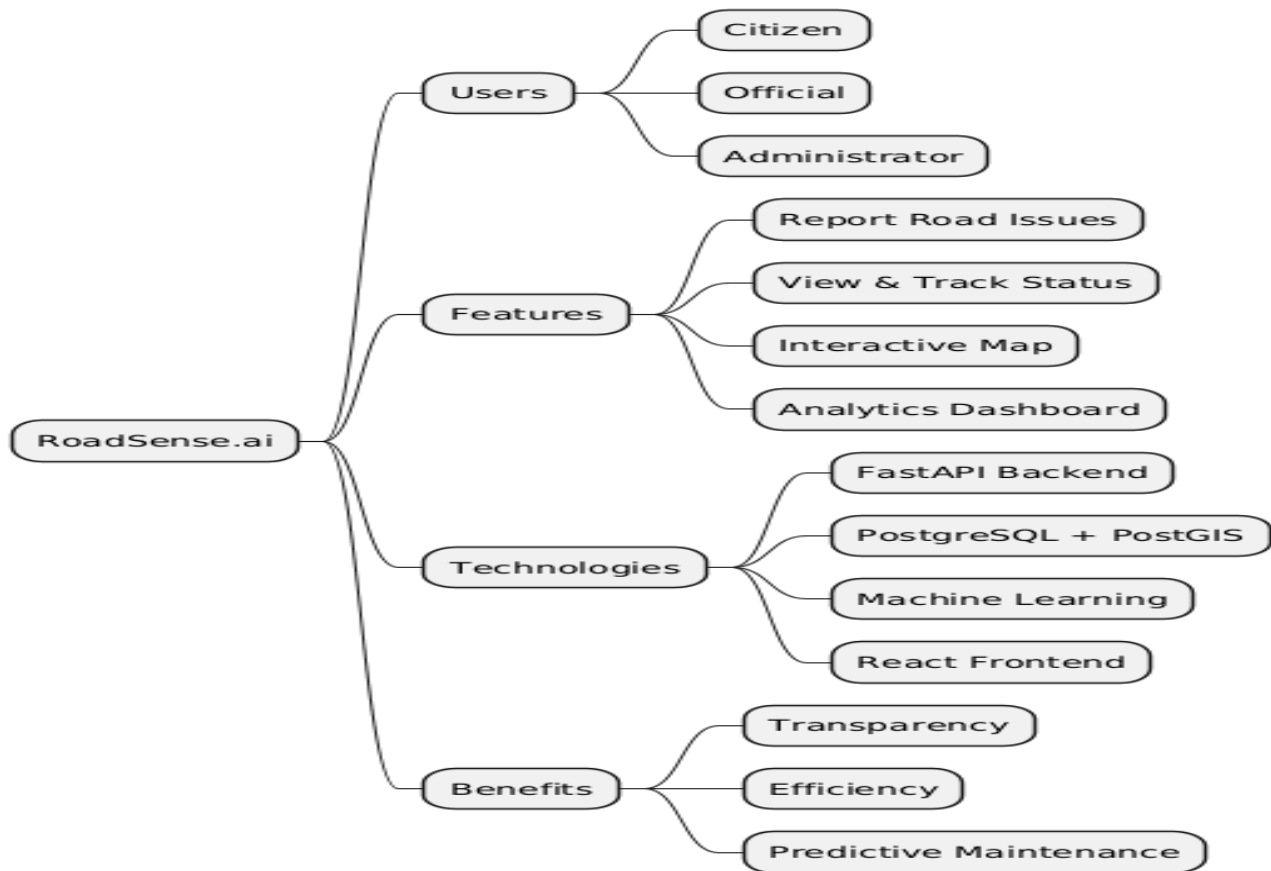 Citizen
Users
Official
Administrator
Report Road Issues
Features
View & Track Status
Interactive Map
Analytics Dashboard
RoadSense.ai
FastAPI Backend
PostgreSQL + PostGIS
Technologies
Machine Learning
React Frontend
Transparency
Benefits
Efficiency
Predictive Maintenance